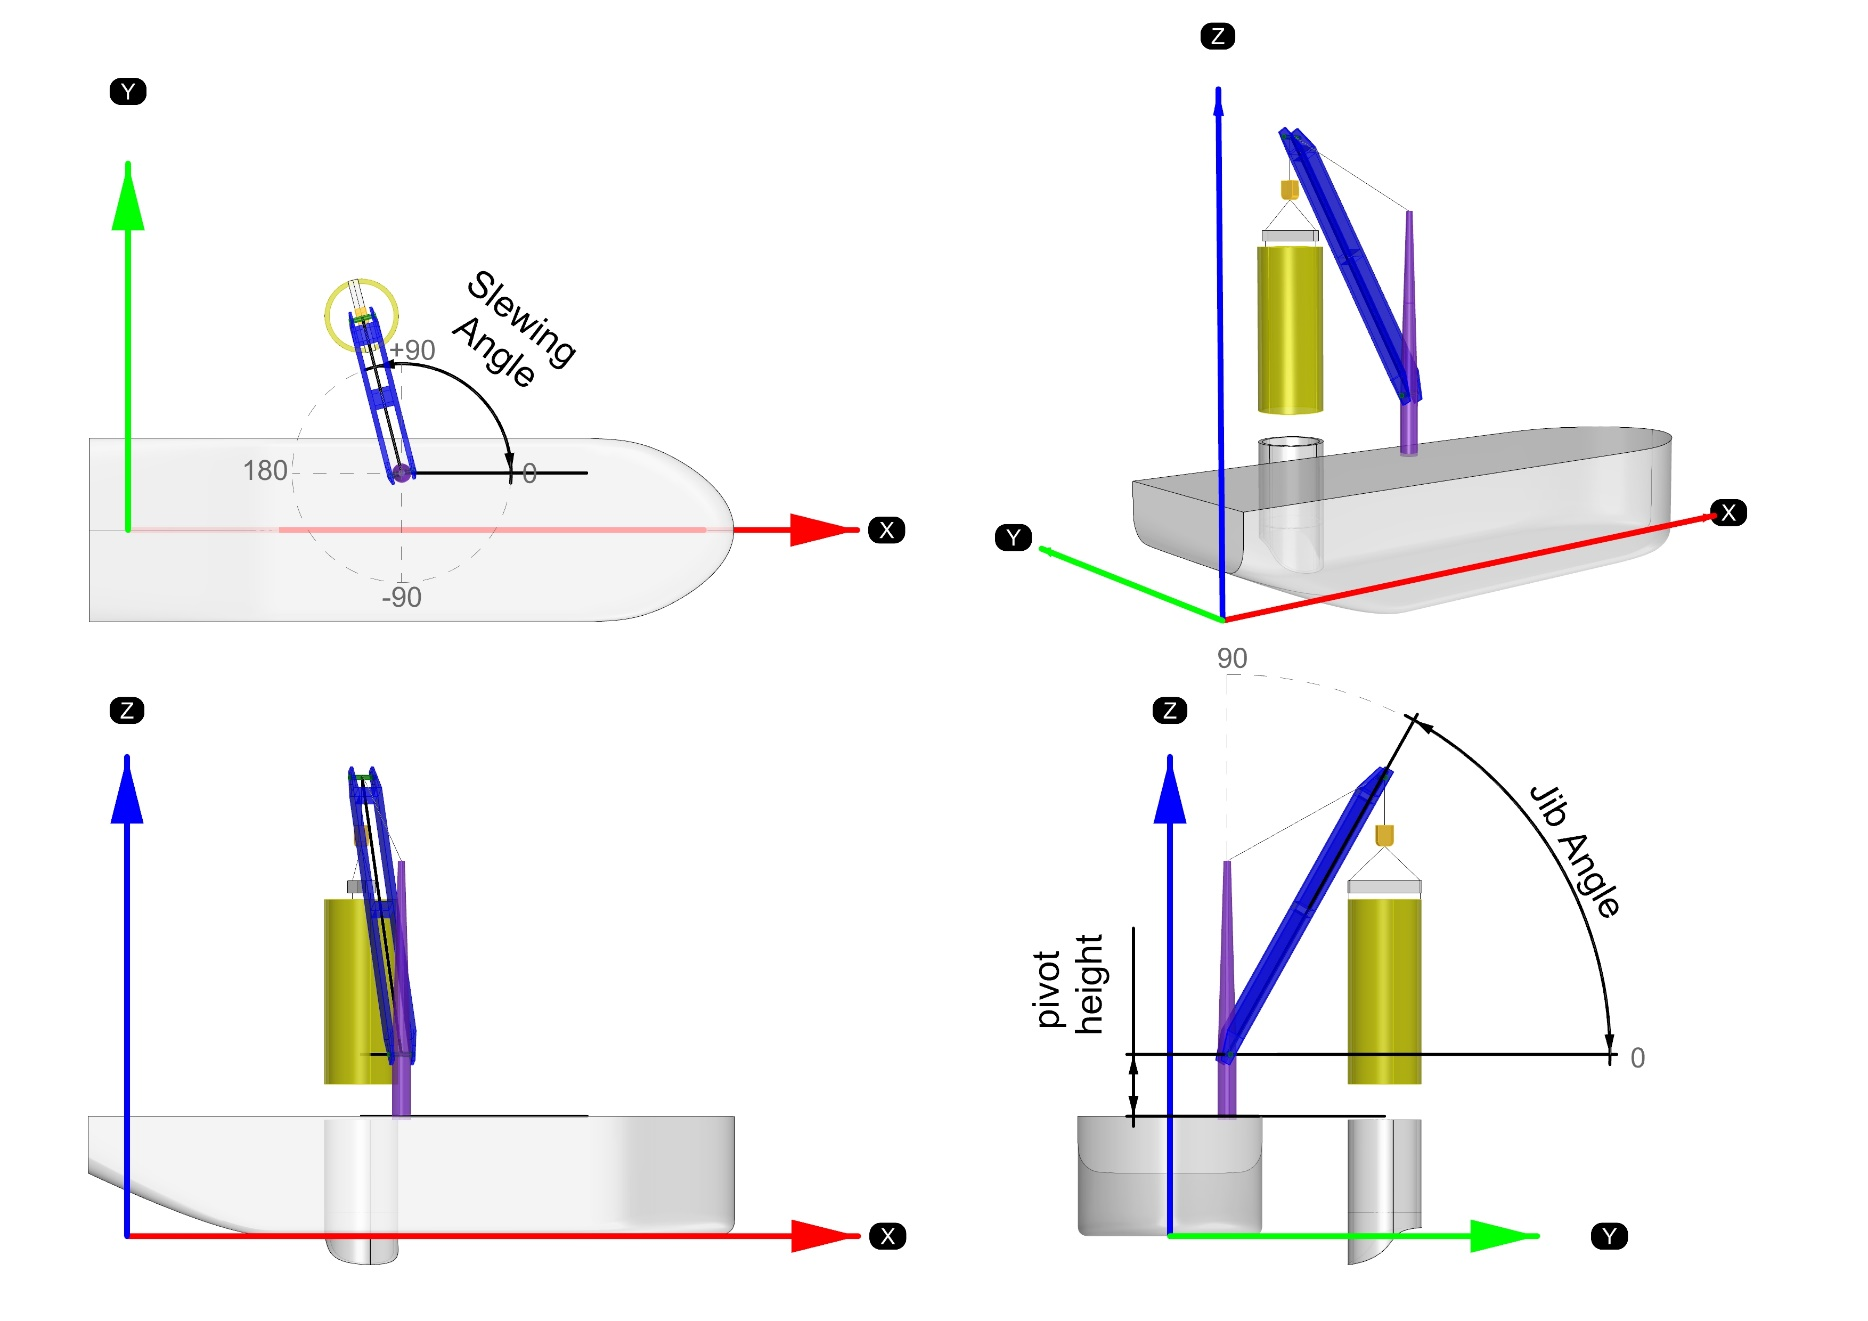 Y
Slewing
Angle
+90
180
0
X
-90
Z
Y
X
Z
X
90
Z
Jib Angle
pivot
height
0
Y